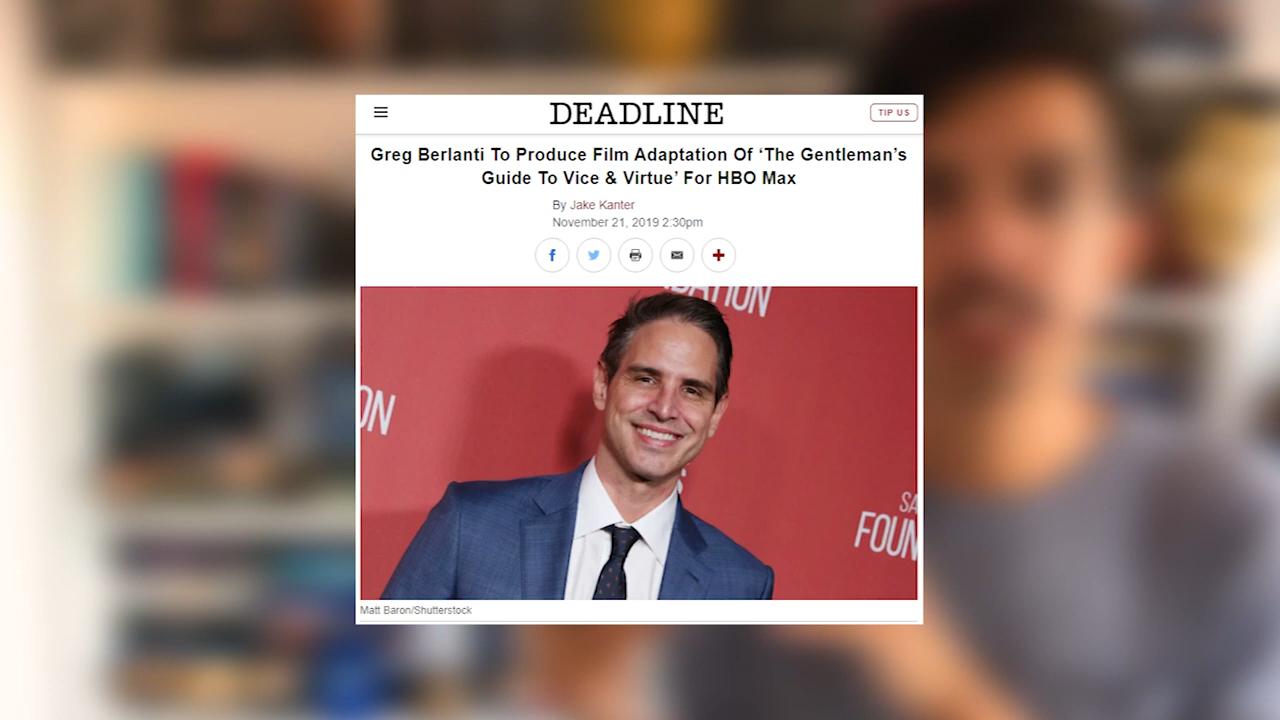 DEADLINE
TIP US
Greg Berlanti To Produce Film Adaptation Of ‘The Gentleman’s
Guide To Vice & Virtue’ For HBO Max
By Jake Kanter
November 21, 2019 2:30pm
DATION
ON
SA
FOUN
Matt Baron/Shutterstock